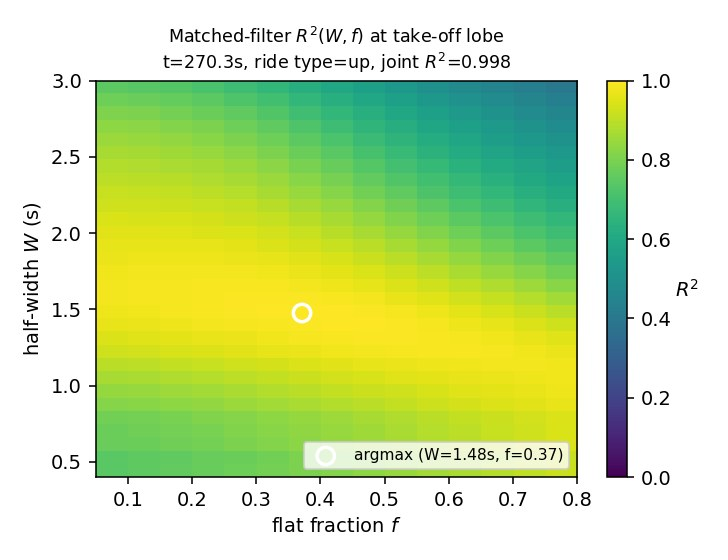 Matched-filter R²(W, f) at take-off lobe
t=270.3s, ride type=up, joint R²=0.998
half-width W (s)
3.0
2.5
2.0
1.5
1.0
0.5
0.1 0.2 0.3 0.4 0.5 0.6 0.7 0.8
flat fraction f
argmax (W=1.48s, f=0.37)
1.0
0.8
0.6
0.4
0.2
0.0
R²